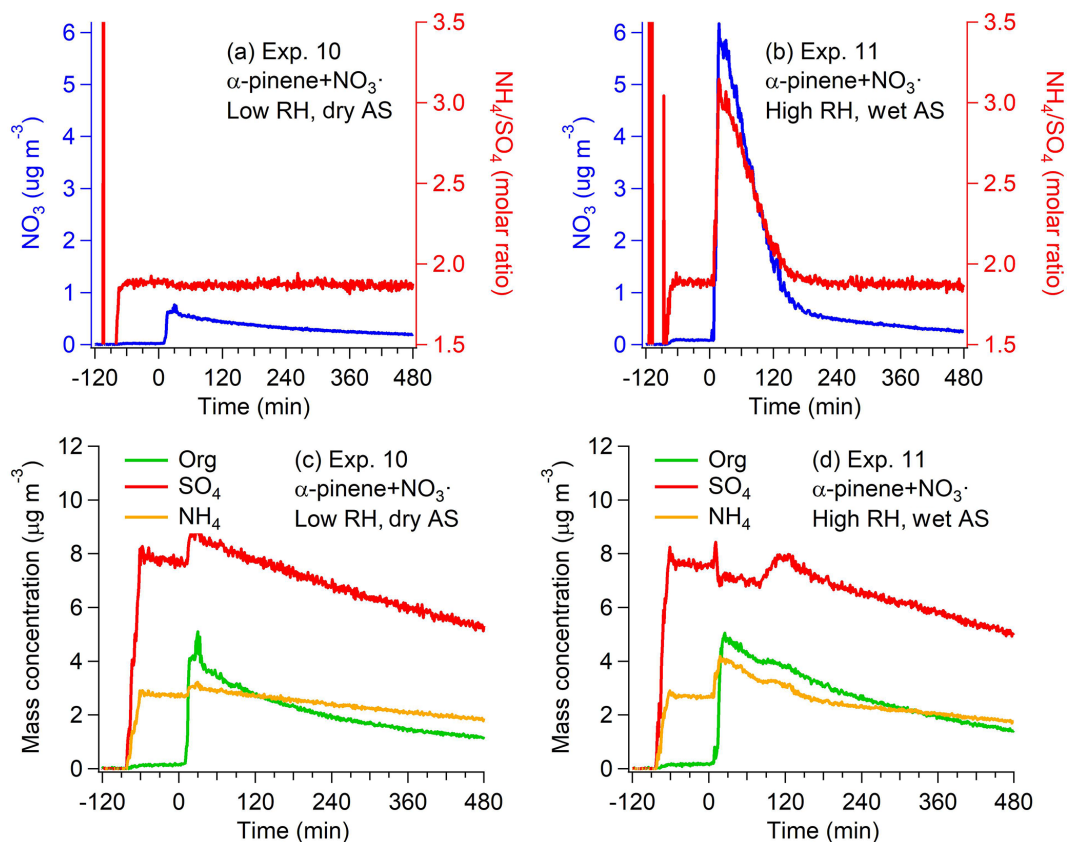 (a) Exp. 10
α-pinene+NO3·
Low RH, dry AS
NO3 (ug m-3)
NH4/SO4 (molar ratio)
6
5
4
3
2
1
0
3.5
3.0
2.5
2.0
1.5
-120 0 120 240 360 480
Time (min)
(b) Exp. 11
α-pinene+NO3·
High RH, wet AS
NO3 (ug m-3)
NH4/SO4 (molar ratio)
6
5
4
3
2
1
0
3.5
3.0
2.5
2.0
1.5
-120 0 120 240 360 480
Time (min)
Org
SO4
NH4
(c) Exp. 10
α-pinene+NO3·
Low RH, dry AS
Mass concentration (μg m-3)
12
10
8
6
4
2
0
-120 0 120 240 360 480
Time (min)
Org
SO4
NH4
(d) Exp. 11
α-pinene+NO3·
High RH, wet AS
Mass concentration (μg m-3)
12
10
8
6
4
2
0
-120 0 120 240 360 480
Time (min)